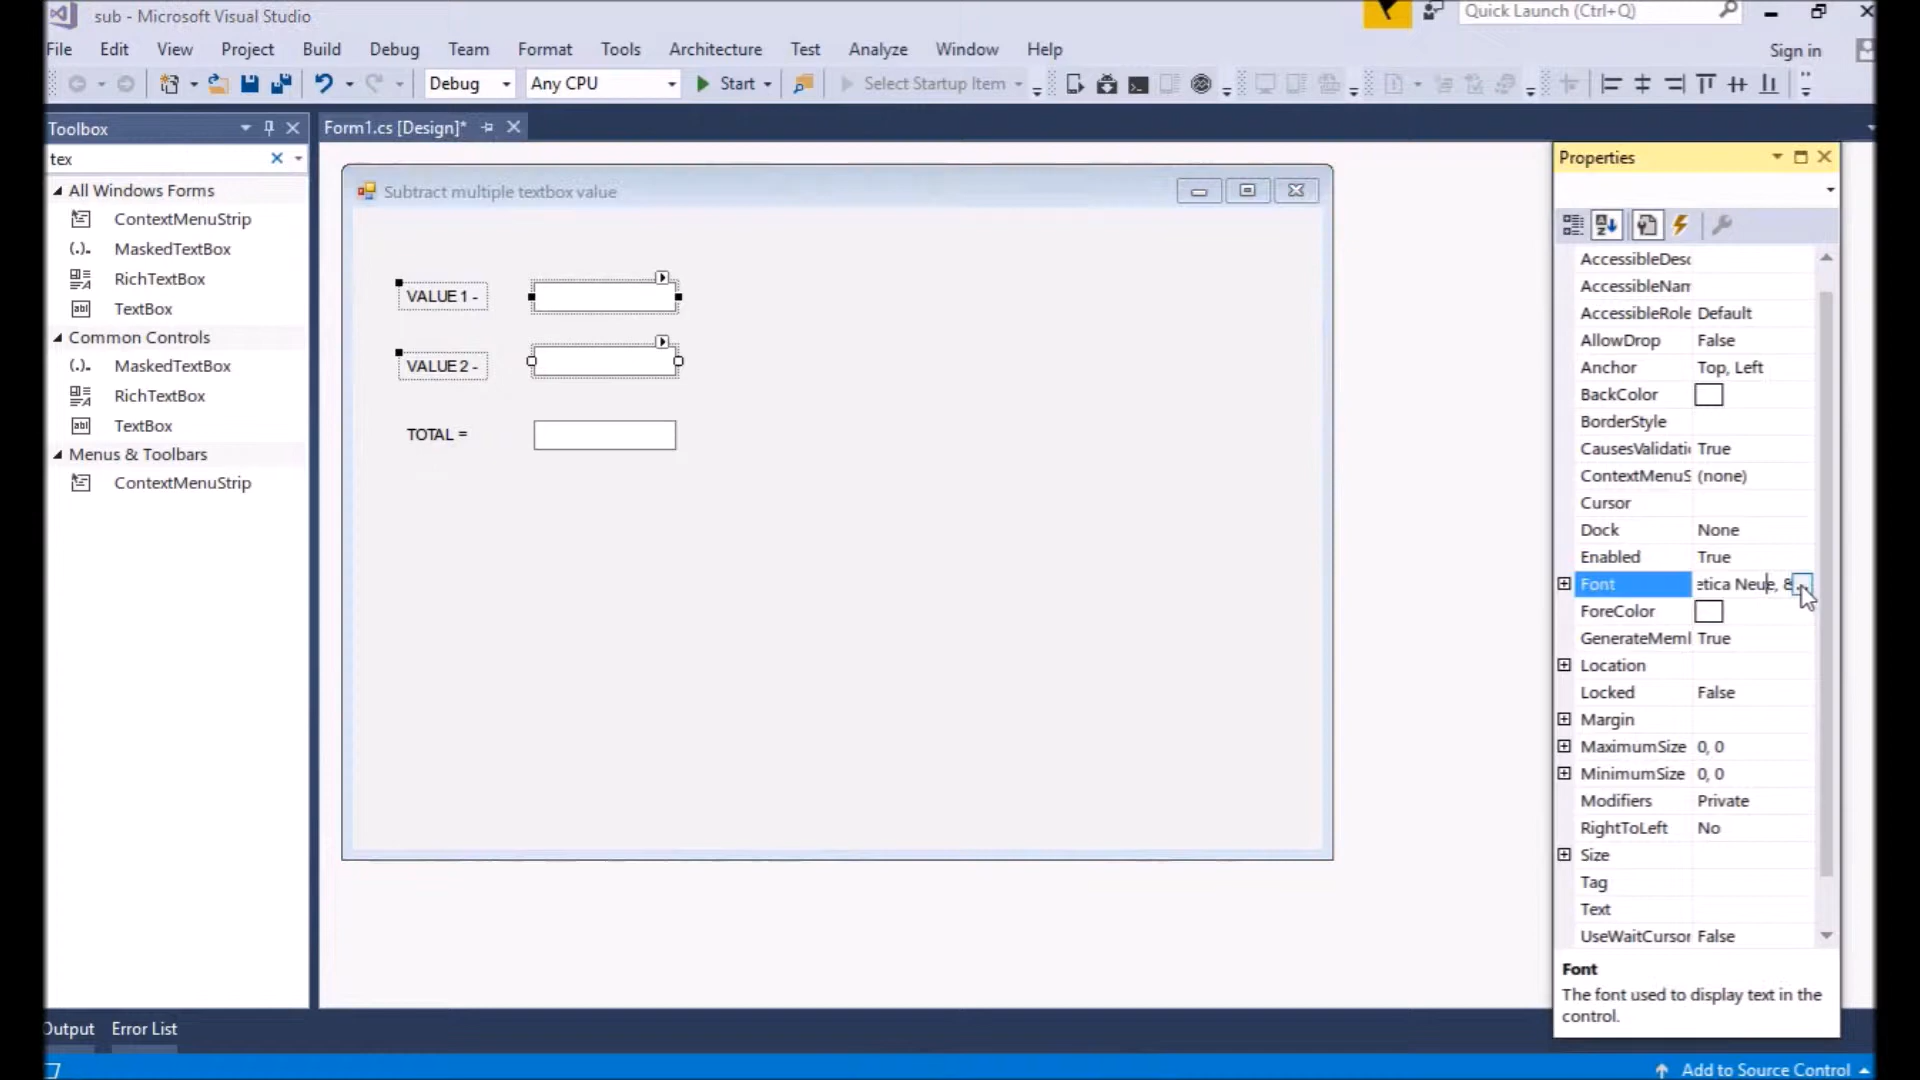 sub - Microsoft Visual Studio
Quick Launch (Ctrl+Q)
File Edit View Project Build Debug Team Format Tools Architecture Test Analyze Window Help
Sign in
Debug Any CPU Start Select Startup Item
Toolbox
tex
All Windows Forms
ContextMenuStrip
MaskedTextBox
RichTextBox
TextBox
Common Controls
MaskedTextBox
RichTextBox
TextBox
Menus & Toolbars
ContextMenuStrip
Form1.cs [Design]*
Subtract multiple textbox value
VALUE 1 -
VALUE 2 -
TOTAL =
Properties
AccessibleDesc
AccessibleNam
AccessibleRole Default
AllowDrop False
Anchor Top, Left
BackColor
BorderStyle
CausesValidati True
ContextMenuS (none)
Cursor
Dock None
Enabled True
Font etica Neue, 8
ForeColor
GenerateMeml True
Location
Locked False
Margin
MaximumSize 0, 0
MinimumSize 0, 0
Modifiers Private
RightToLeft No
Size
Tag
Text
UseWaitCursor False
Font
The font used to display text in the
control.
Output Error List
Add to Source Control